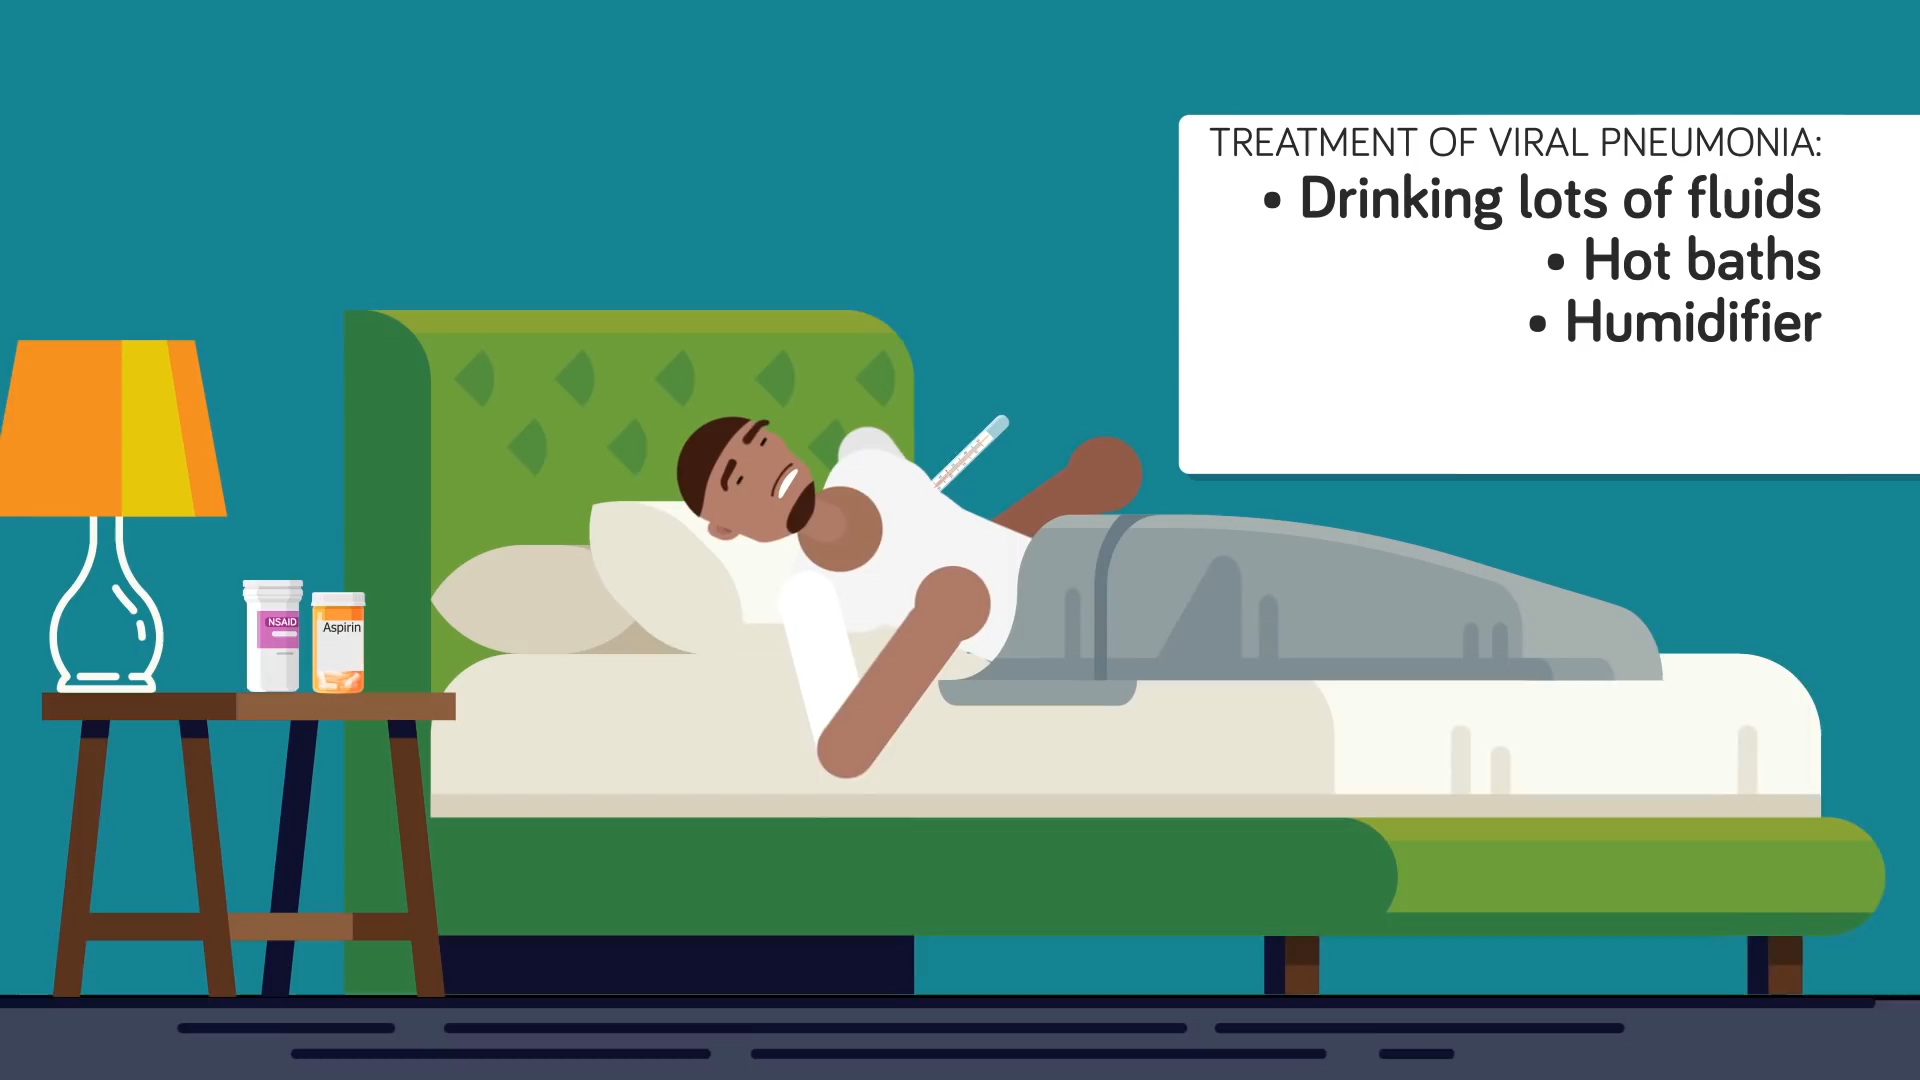 TREATMENT OF VIRAL PNEUMONIA:
• Drinking lots of fluids
• Hot baths
• Humidifier
NSAID
Aspirin